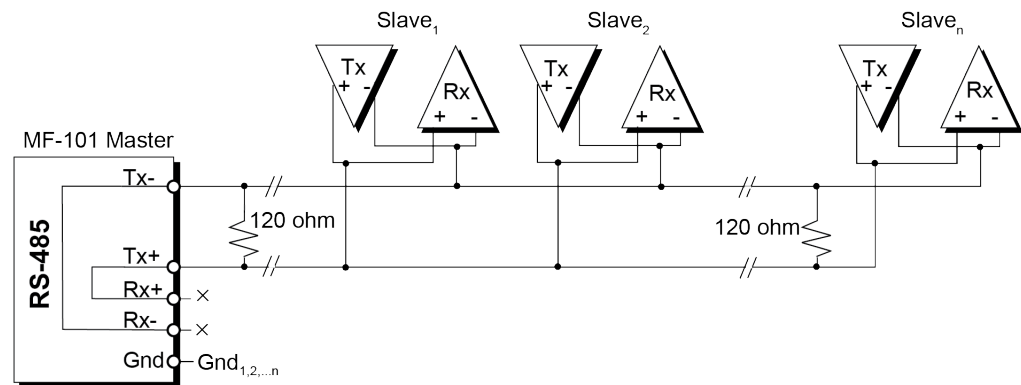 Slave1 Slave2 Slaven
Tx Tx Tx
+ - + - + -
Rx Rx Rx
+ - + - + -
MF-101 Master
Tx-
120 ohm 120 ohm
RS-485
Tx+
Rx+ ×
Rx- ×
Gnd Gnd1,2,...n